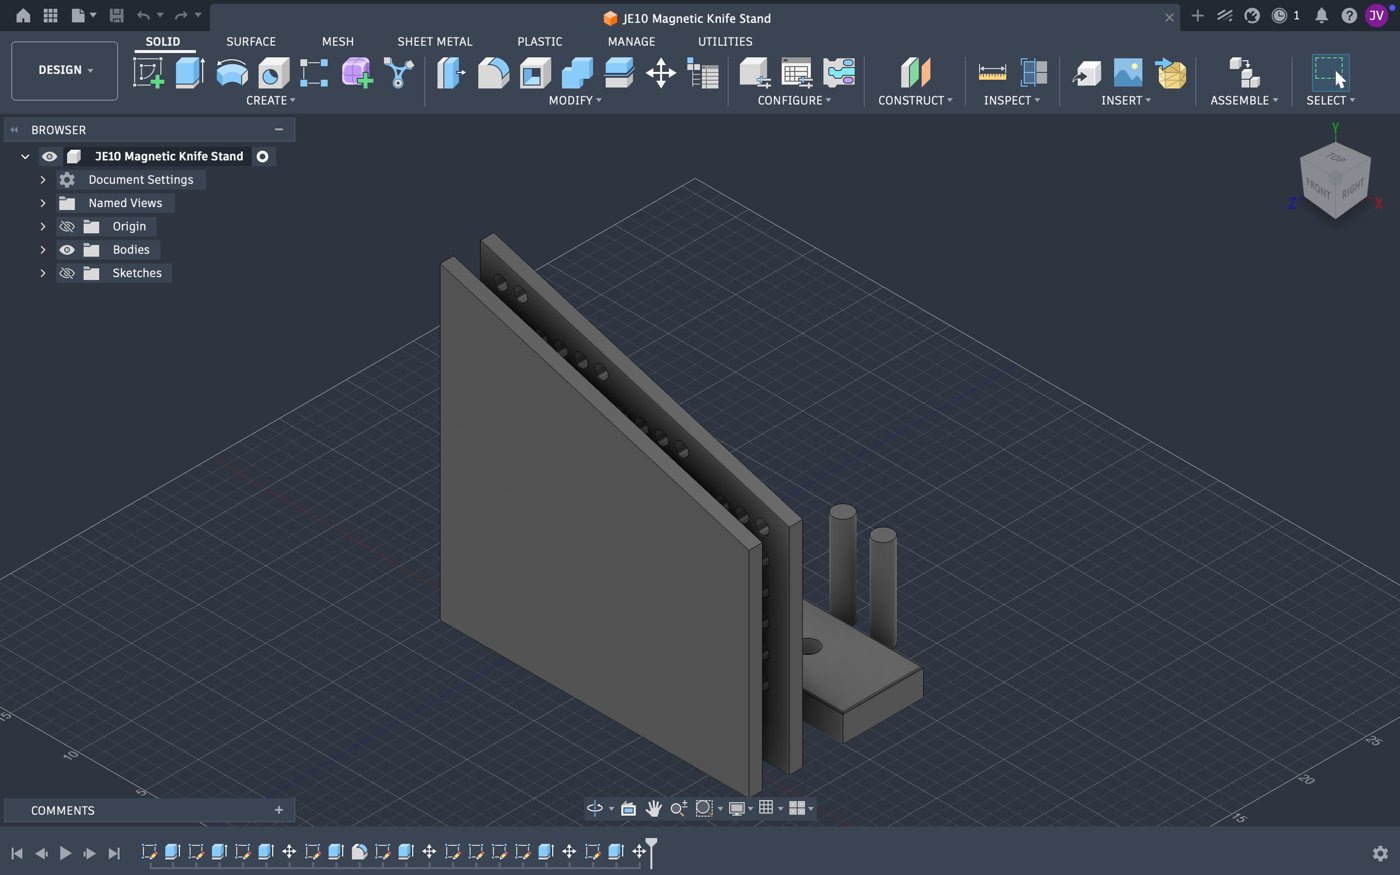 JE10 Magnetic Knife Stand
1
JV
DESIGN
SOLID SURFACE MESH SHEET METAL PLASTIC MANAGE UTILITIES
CREATE MODIFY CONFIGURE CONSTRUCT INSPECT INSERT ASSEMBLE SELECT
BROWSER
JE10 Magnetic Knife Stand
Document Settings
Named Views
Origin
Bodies
Sketches
Y
TOP
FRONT RIGHT
Z X
5
10
5
25
20
15
COMMENTS